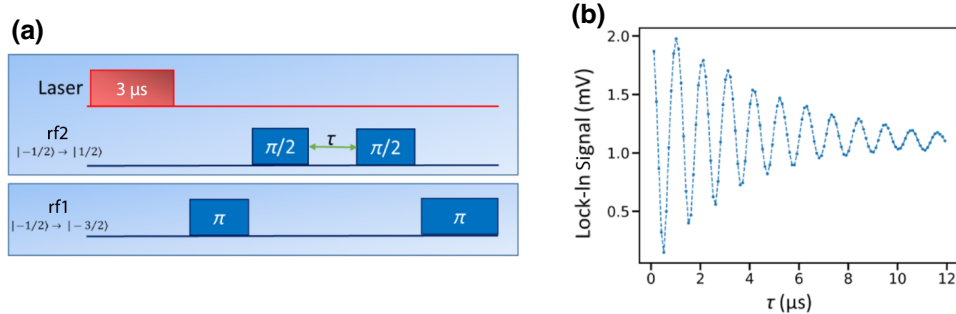 (a)
Laser
3 μs
rf2
|−1/2⟩ → |1/2⟩
π/2
τ
π/2
rf1
|−1/2⟩ → |−3/2⟩
π
π
(b)
Lock-In Signal (mV)
2.0
1.5
1.0
0.5
0 2 4 6 8 10 12
τ (μs)